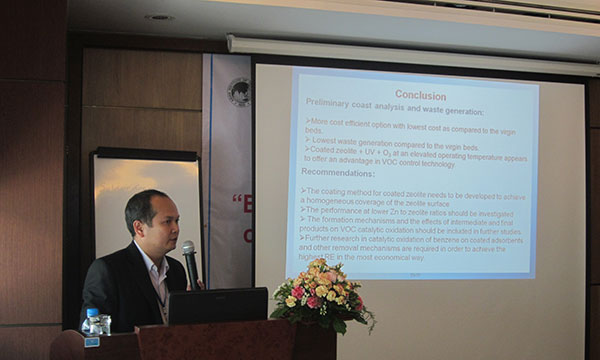 Conclusion
Preliminary coast analysis and waste generation:
➢More cost efficient option with lowest cost as compared to the virgin
beds.
➢ Lowest waste generation compared to the virgin beds.
➢Coated zeolite + UV + O3 at an elevated operating temperature appears
to offer an advantage in VOC control technology.
Recommendations:
➢The coating method for coated zeolite needs to be developed to achieve
a homogeneous coverage of the zeolite surface
➢The performance at lower Zn to zeolite ratios should be investigated
➢The formation mechanisms and the effects of intermediate and final
products on VOC catalytic oxidation should be included in further studies.
➢Further research in catalytic oxidation of benzene on coated adsorbents
and other removal mechanisms are required in order to achieve the
highest RE in the most economical way.